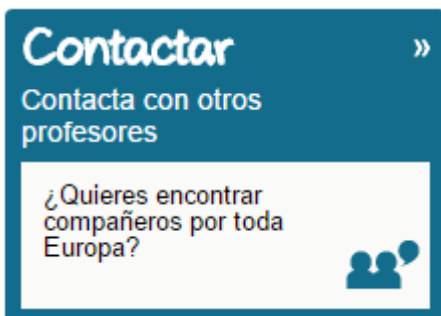 Contactar »
Contacta con otros
profesores
¿Quieres encontrar
compañeros por toda
Europa?